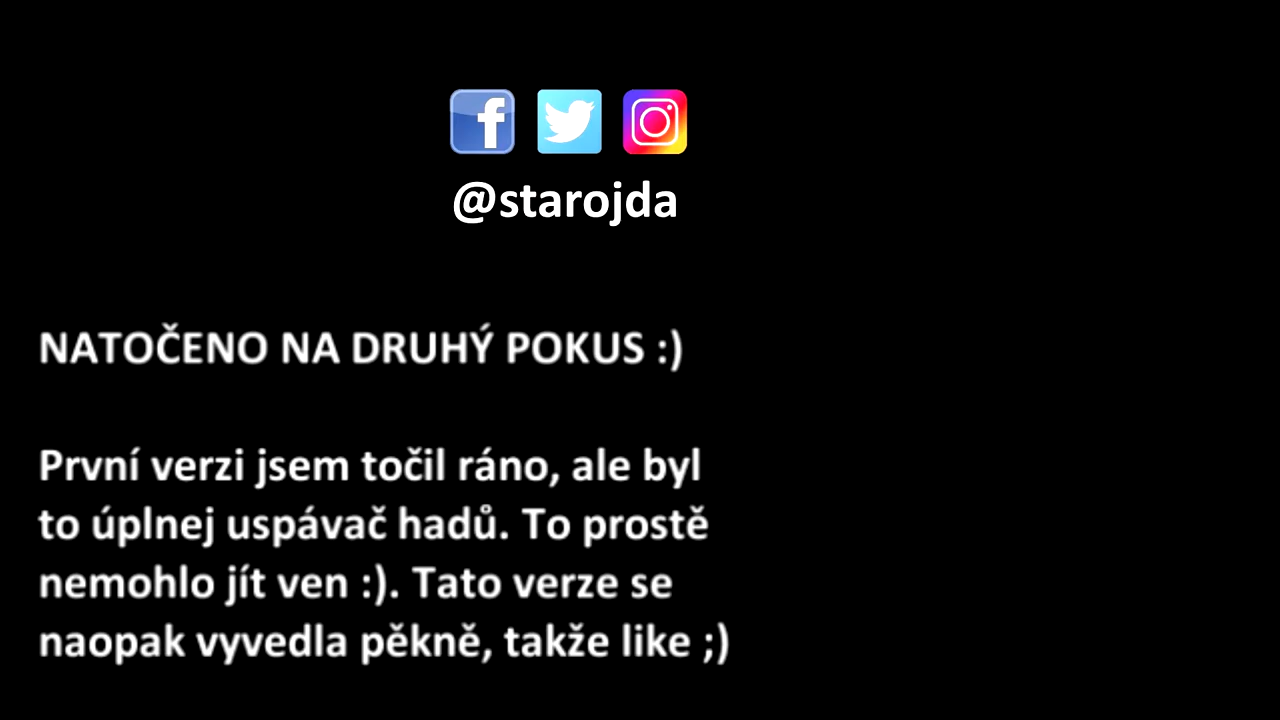 @starojda
NATOČENO NA DRUHÝ POKUS :)
První verzi jsem točil ráno, ale byl
to úplnej uspávač hadů. To prostě
nemohlo jít ven :). Tato verze se
naopak vyvedla pěkně, takže like ;)